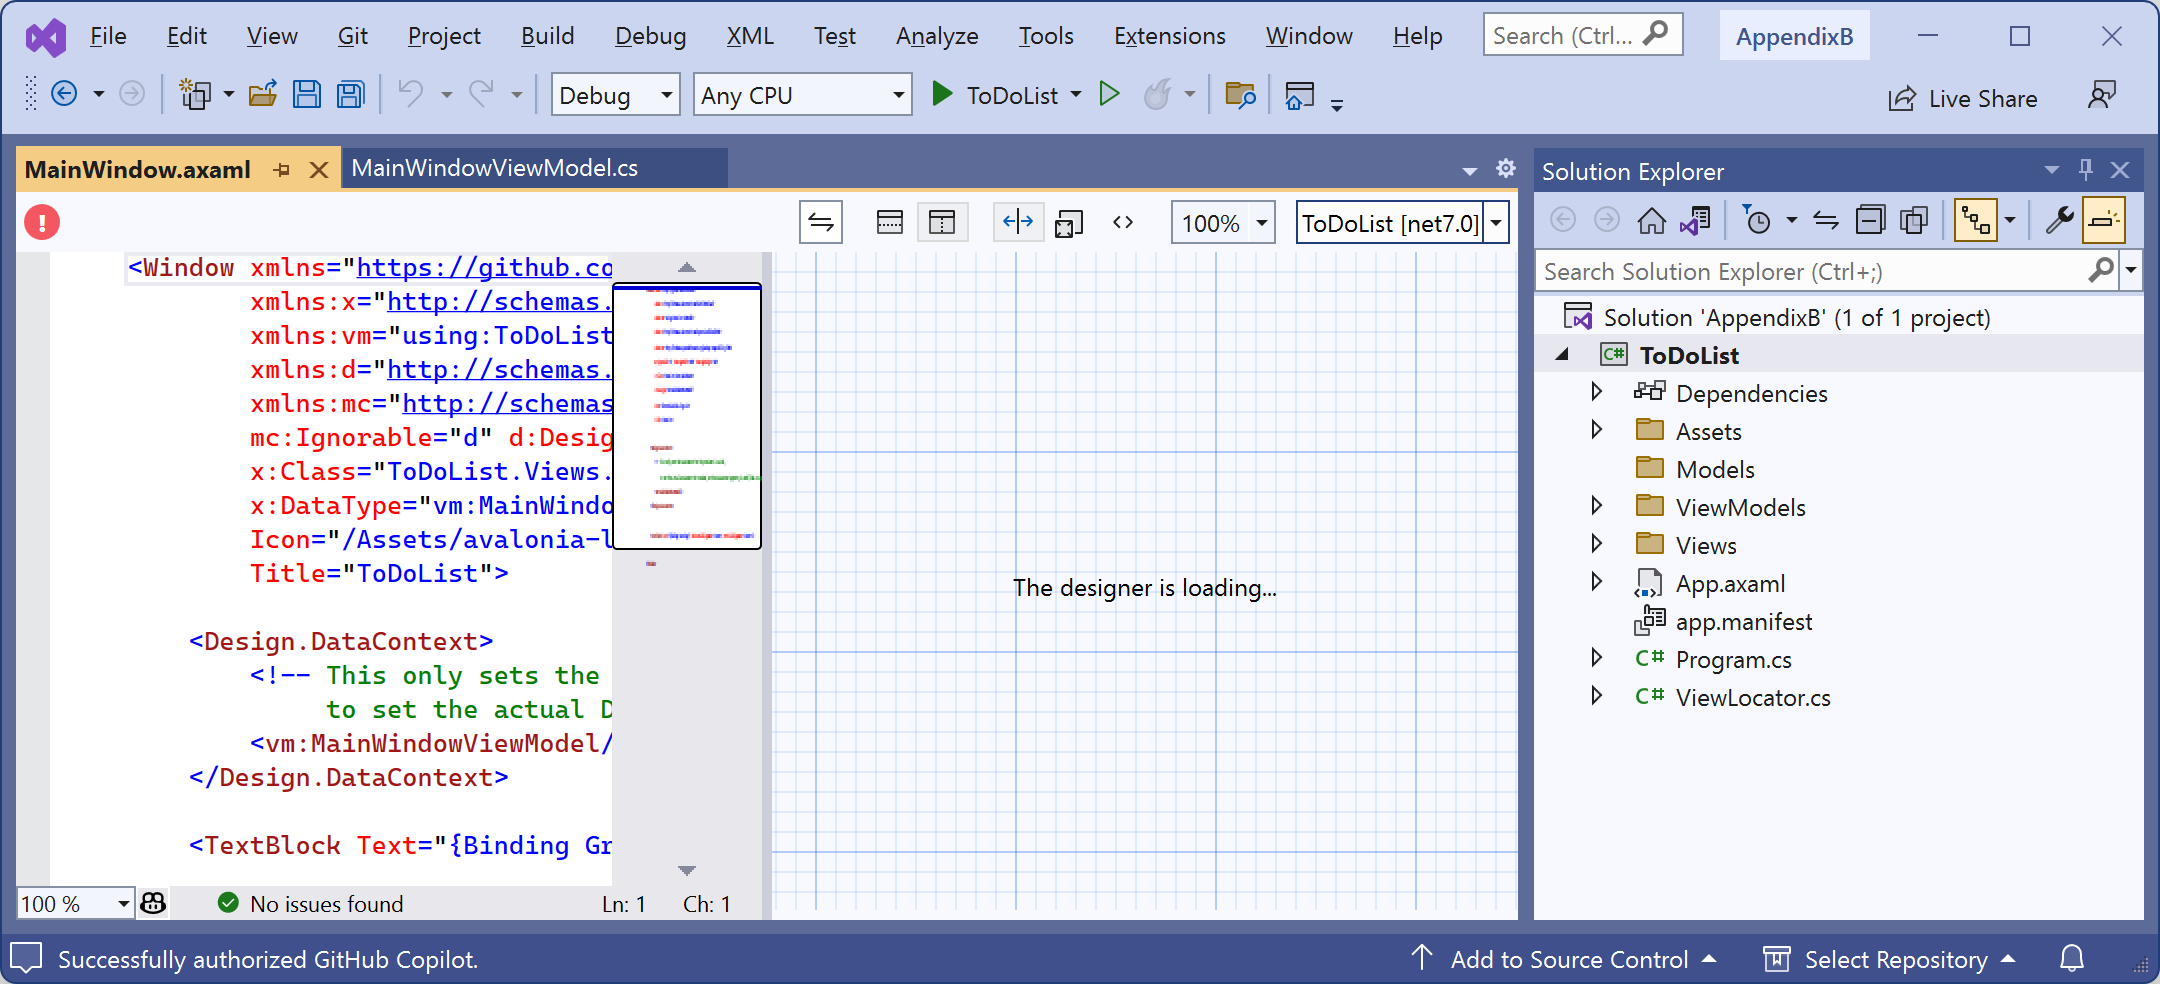 File Edit View Git Project Build Debug XML Test Analyze Tools Extensions Window Help Search (Ctrl... AppendixB
Debug Any CPU ToDoList Live Share
MainWindow.axaml MainWindowViewModel.cs
100% ToDoList [net7.0]
<Window xmlns="https://github.co
xmlns:x="http://schemas.
xmlns:vm="using:ToDoList
xmlns:d="http://schemas.
xmlns:mc="http://schemas
mc:Ignorable="d" d:Desig
x:Class="ToDoList.Views.
x:DataType="vm:MainWindo
Icon="/Assets/avalonia-l
Title="ToDoList">
<Design.DataContext>
<!-- This only sets the
to set the actual D
<vm:MainWindowViewModel/
</Design.DataContext>
<TextBlock Text="{Binding Gr
100 % No issues found Ln: 1 Ch: 1
The designer is loading...
Solution Explorer
Search Solution Explorer (Ctrl+;)
Solution 'AppendixB' (1 of 1 project)
C# ToDoList
Dependencies
Assets
Models
ViewModels
Views
App.axaml
app.manifest
C# Program.cs
C# ViewLocator.cs
Successfully authorized GitHub Copilot. Add to Source Control Select Repository